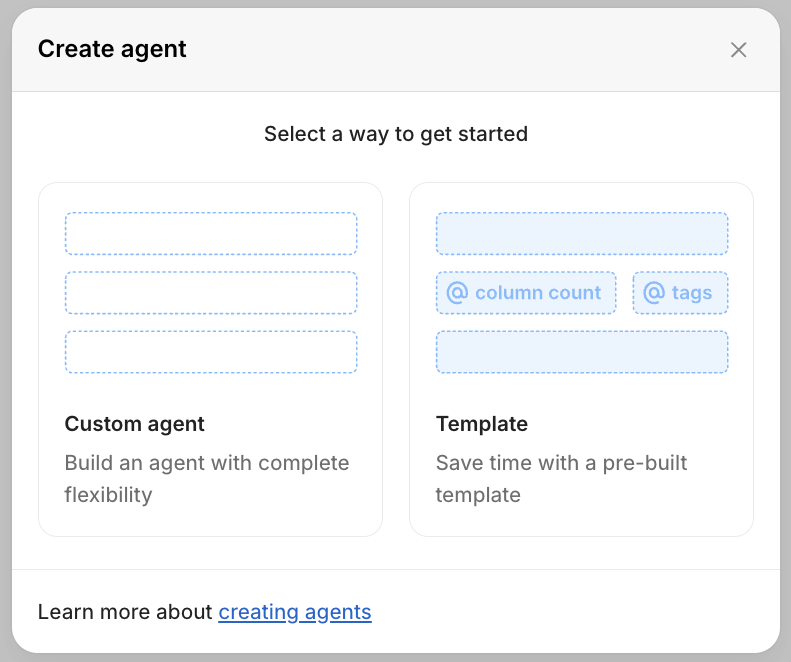 Create agent
Select a way to get started
@ column count
@ tags
Custom agent
Build an agent with complete
flexibility
Template
Save time with a pre-built
template
Learn more about creating agents